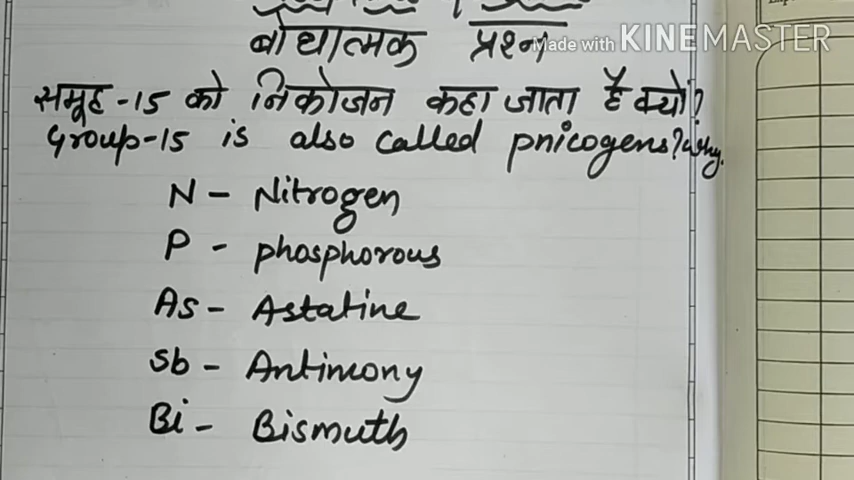 बोधात्मक प्रश्न
Made with KINEMASTER
समूह-15 को निकोजन कहा जाता है क्यों?
Group-15 is also called pnicogens? why.
N - Nitrogen
P - phosphorous
As - Astatine
Sb - Antimony
Bi - Bismuth